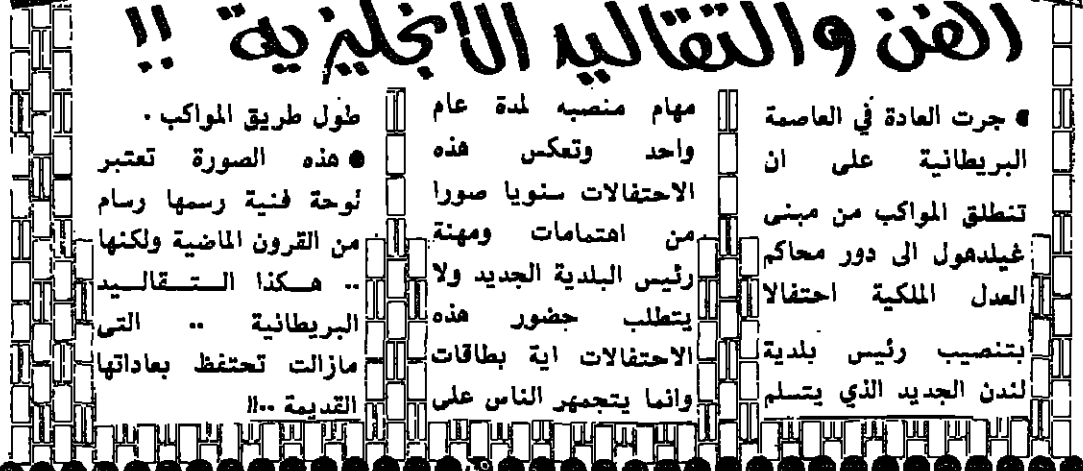 الفن والتقاليد الانجليزية !!
● جرت العادة في العاصمة
البريطانية على ان
تنطلق المواكب من مبنى
غيلدهول الى دور محاكم
العدل الملكية احتفالا
بتنصيب رئيس بلدية
لندن الجديد الذي يتسلم
مهام منصبه لمدة عام
واحد وتعكس هذه
الاحتفالات سنويا صورا
من اهتمامات ومهنة
رئيس البلدية الجديد ولا
يتطلب حضور هذه
الاحتفالات اية بطاقات
وانما يتجمهر الناس على
طول طريق المواكب .
● هذه الصورة تعتبر
لوحة فنية رسمها رسام
من القرون الماضية ولكنها
.. هـكذا الـتـقـالـيد
البريطانية .. التى
مازالت تحتفظ بعاداتها
القديمة ..!!